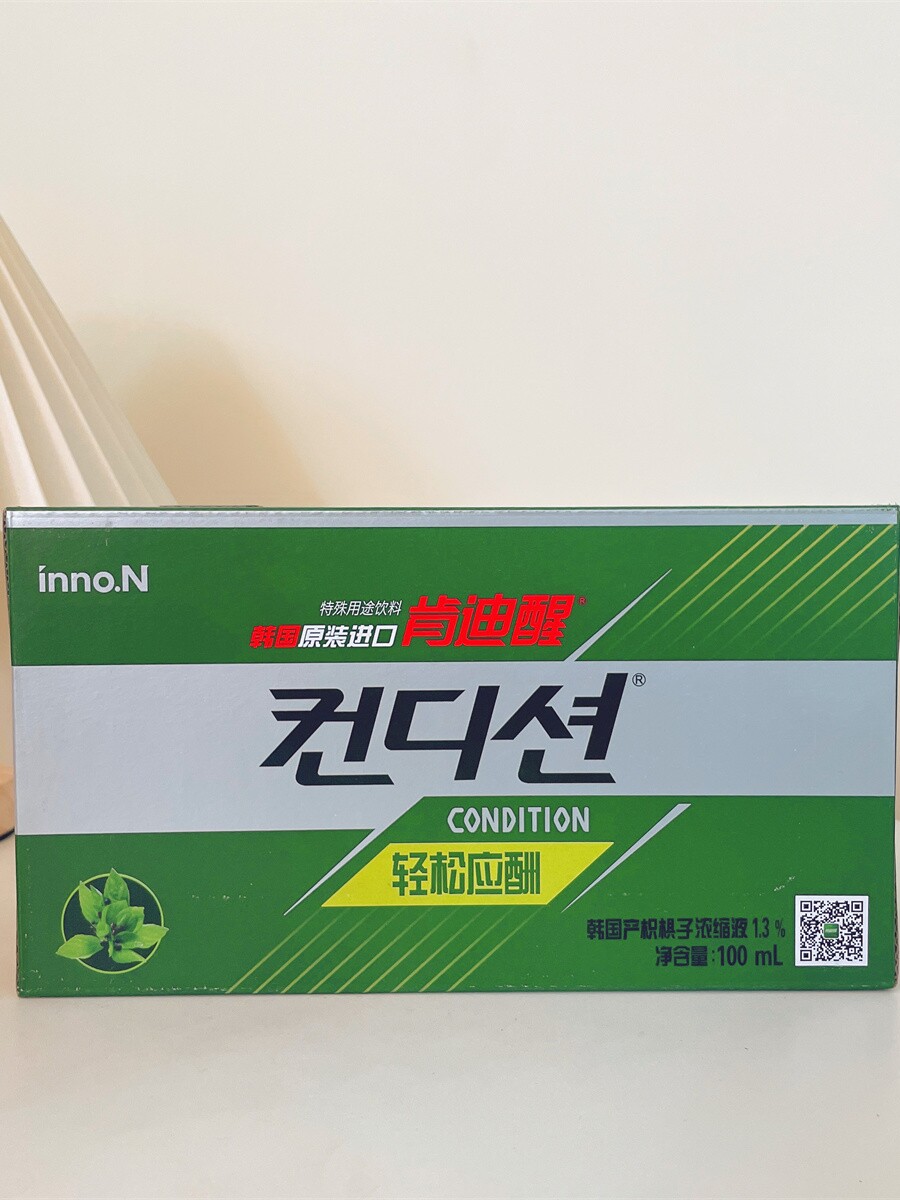 inno.N
特殊用途饮料
韩国原装进口 肯迪醒®
컨디션®
CONDITION
轻松应酬
韩国产枳椇子浓缩液 1.3 %
净含量:100 mL